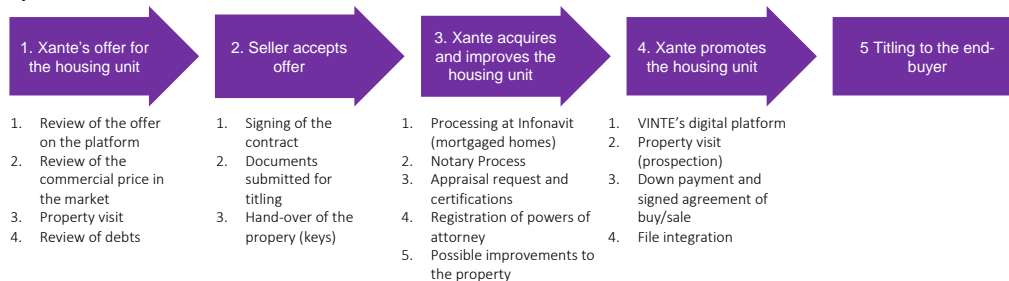 1. Xante's offer for
the housing unit
2. Seller accepts
offer
3. Xante acquires
and improves the
housing unit
4. Xante promotes
the housing unit
5 Titling to the end-
buyer
1. Review of the offer
on the platform
2. Review of the
commercial price in
the market
3. Property visit
4. Review of debts
1. Signing of the
contract
2. Documents
submitted for
titling
3. Hand-over of the
propery (keys)
1. Processing at Infonavit
(mortgaged homes)
2. Notary Process
3. Appraisal request and
certifications
4. Registration of powers of
attorney
5. Possible improvements to
the property
1. VINTE's digital platform
2. Property visit
(prospection)
3. Down payment and
signed agreement of
buy/sale
4. File integration